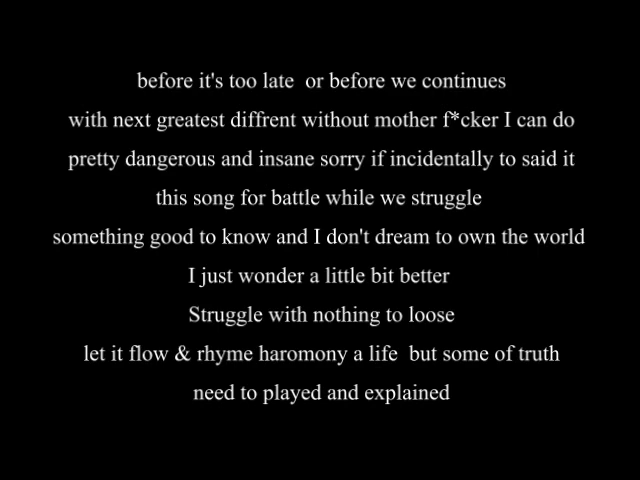 before it's too late  or before we continues
with next greatest diffrent without mother f*cker I can do
pretty dangerous and insane sorry if incidentally to said it
this song for battle while we struggle
something good to know and I don't dream to own the world
I just wonder a little bit better
Struggle with nothing to loose
let it flow & rhyme haromony a life  but some of truth
need to played and explained